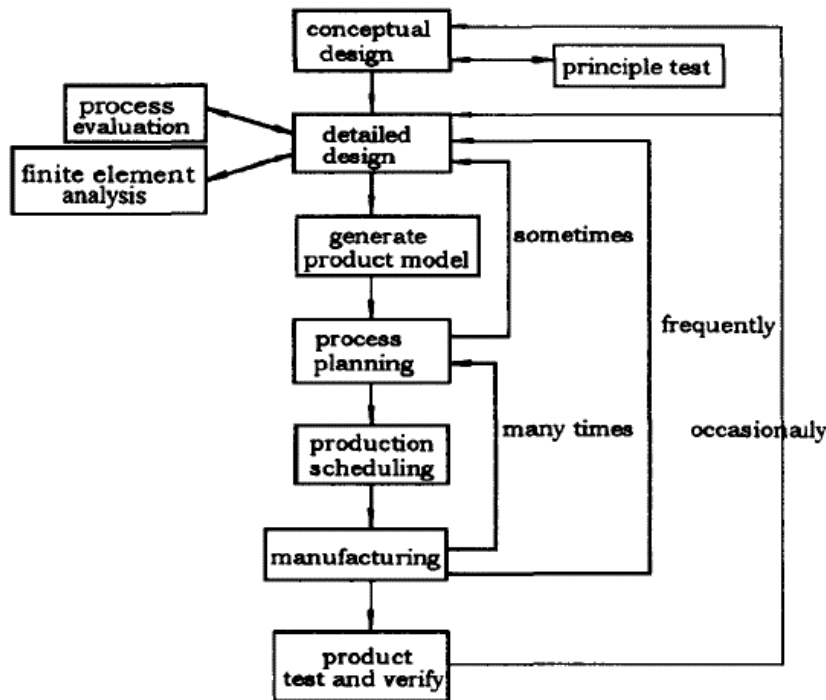 conceptual
design
principle test
process
evaluation
detailed
design
finite element
analysis
generate
product model
sometimes
process
planning
frequently
many times
occasionally
production
scheduling
manufacturing
product
test and verify